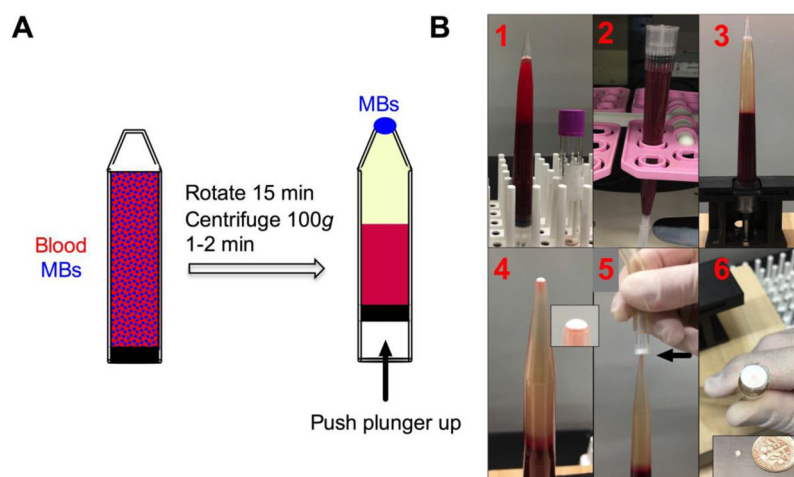 A
Blood
MBs
Rotate 15 min
Centrifuge 100g
1-2 min
MBs
Push plunger up
B
1
2
3
4
5
6